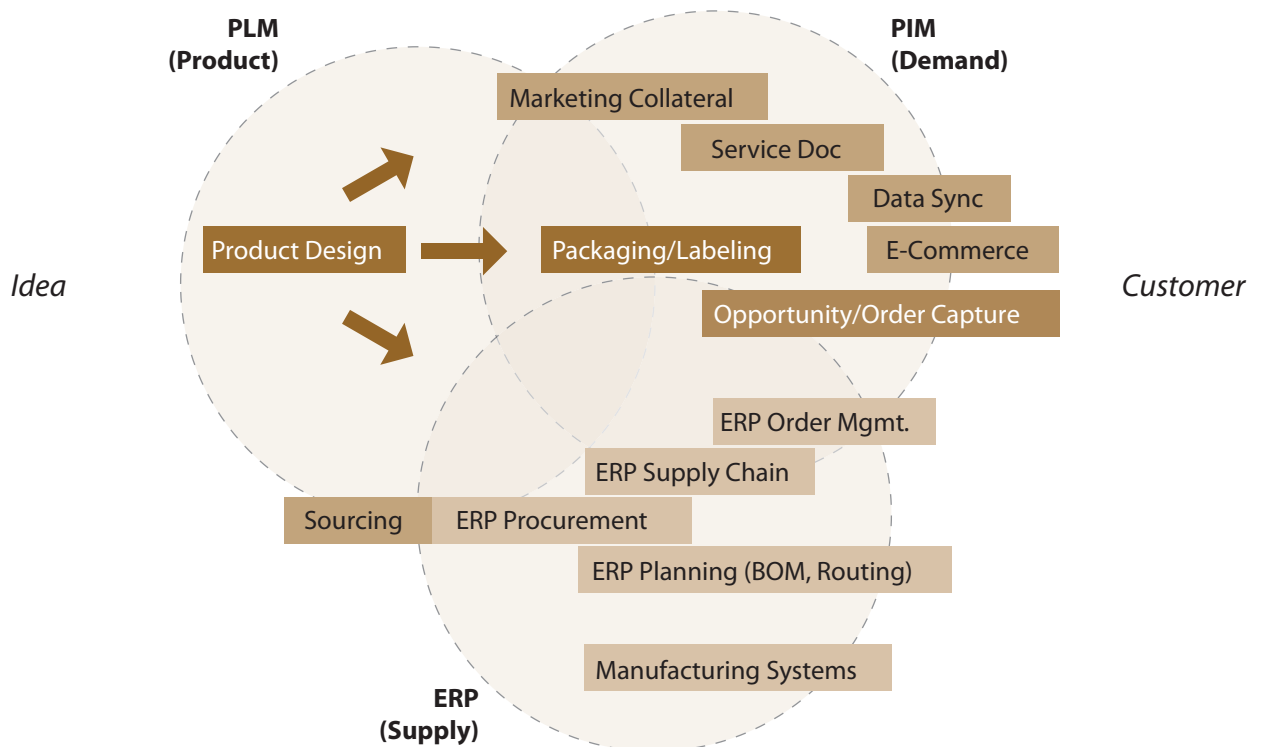 PLM
(Product)
PIM
(Demand)
Marketing Collateral
Service Doc
Data Sync
Product Design
Packaging/Labeling
E-Commerce
Idea
Customer
Opportunity/Order Capture
ERP Order Mgmt.
ERP Supply Chain
Sourcing
ERP Procurement
ERP Planning (BOM, Routing)
Manufacturing Systems
ERP
(Supply)